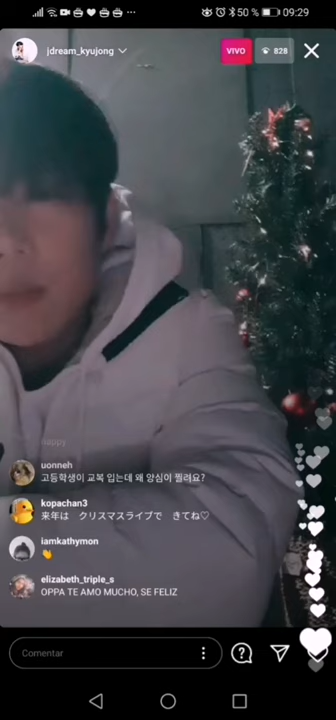 50 %
09:29
jdream_kyujong
VIVO
828
happy
uonneh
고등학생이 교복 입는데 왜 양심이 찔려요?
kopachan3
来年は　クリスマスライブで　きてね♡
iamkathymon
👏
elizabeth_triple_s
OPPA TE AMO MUCHO, SE FELIZ
Comentar